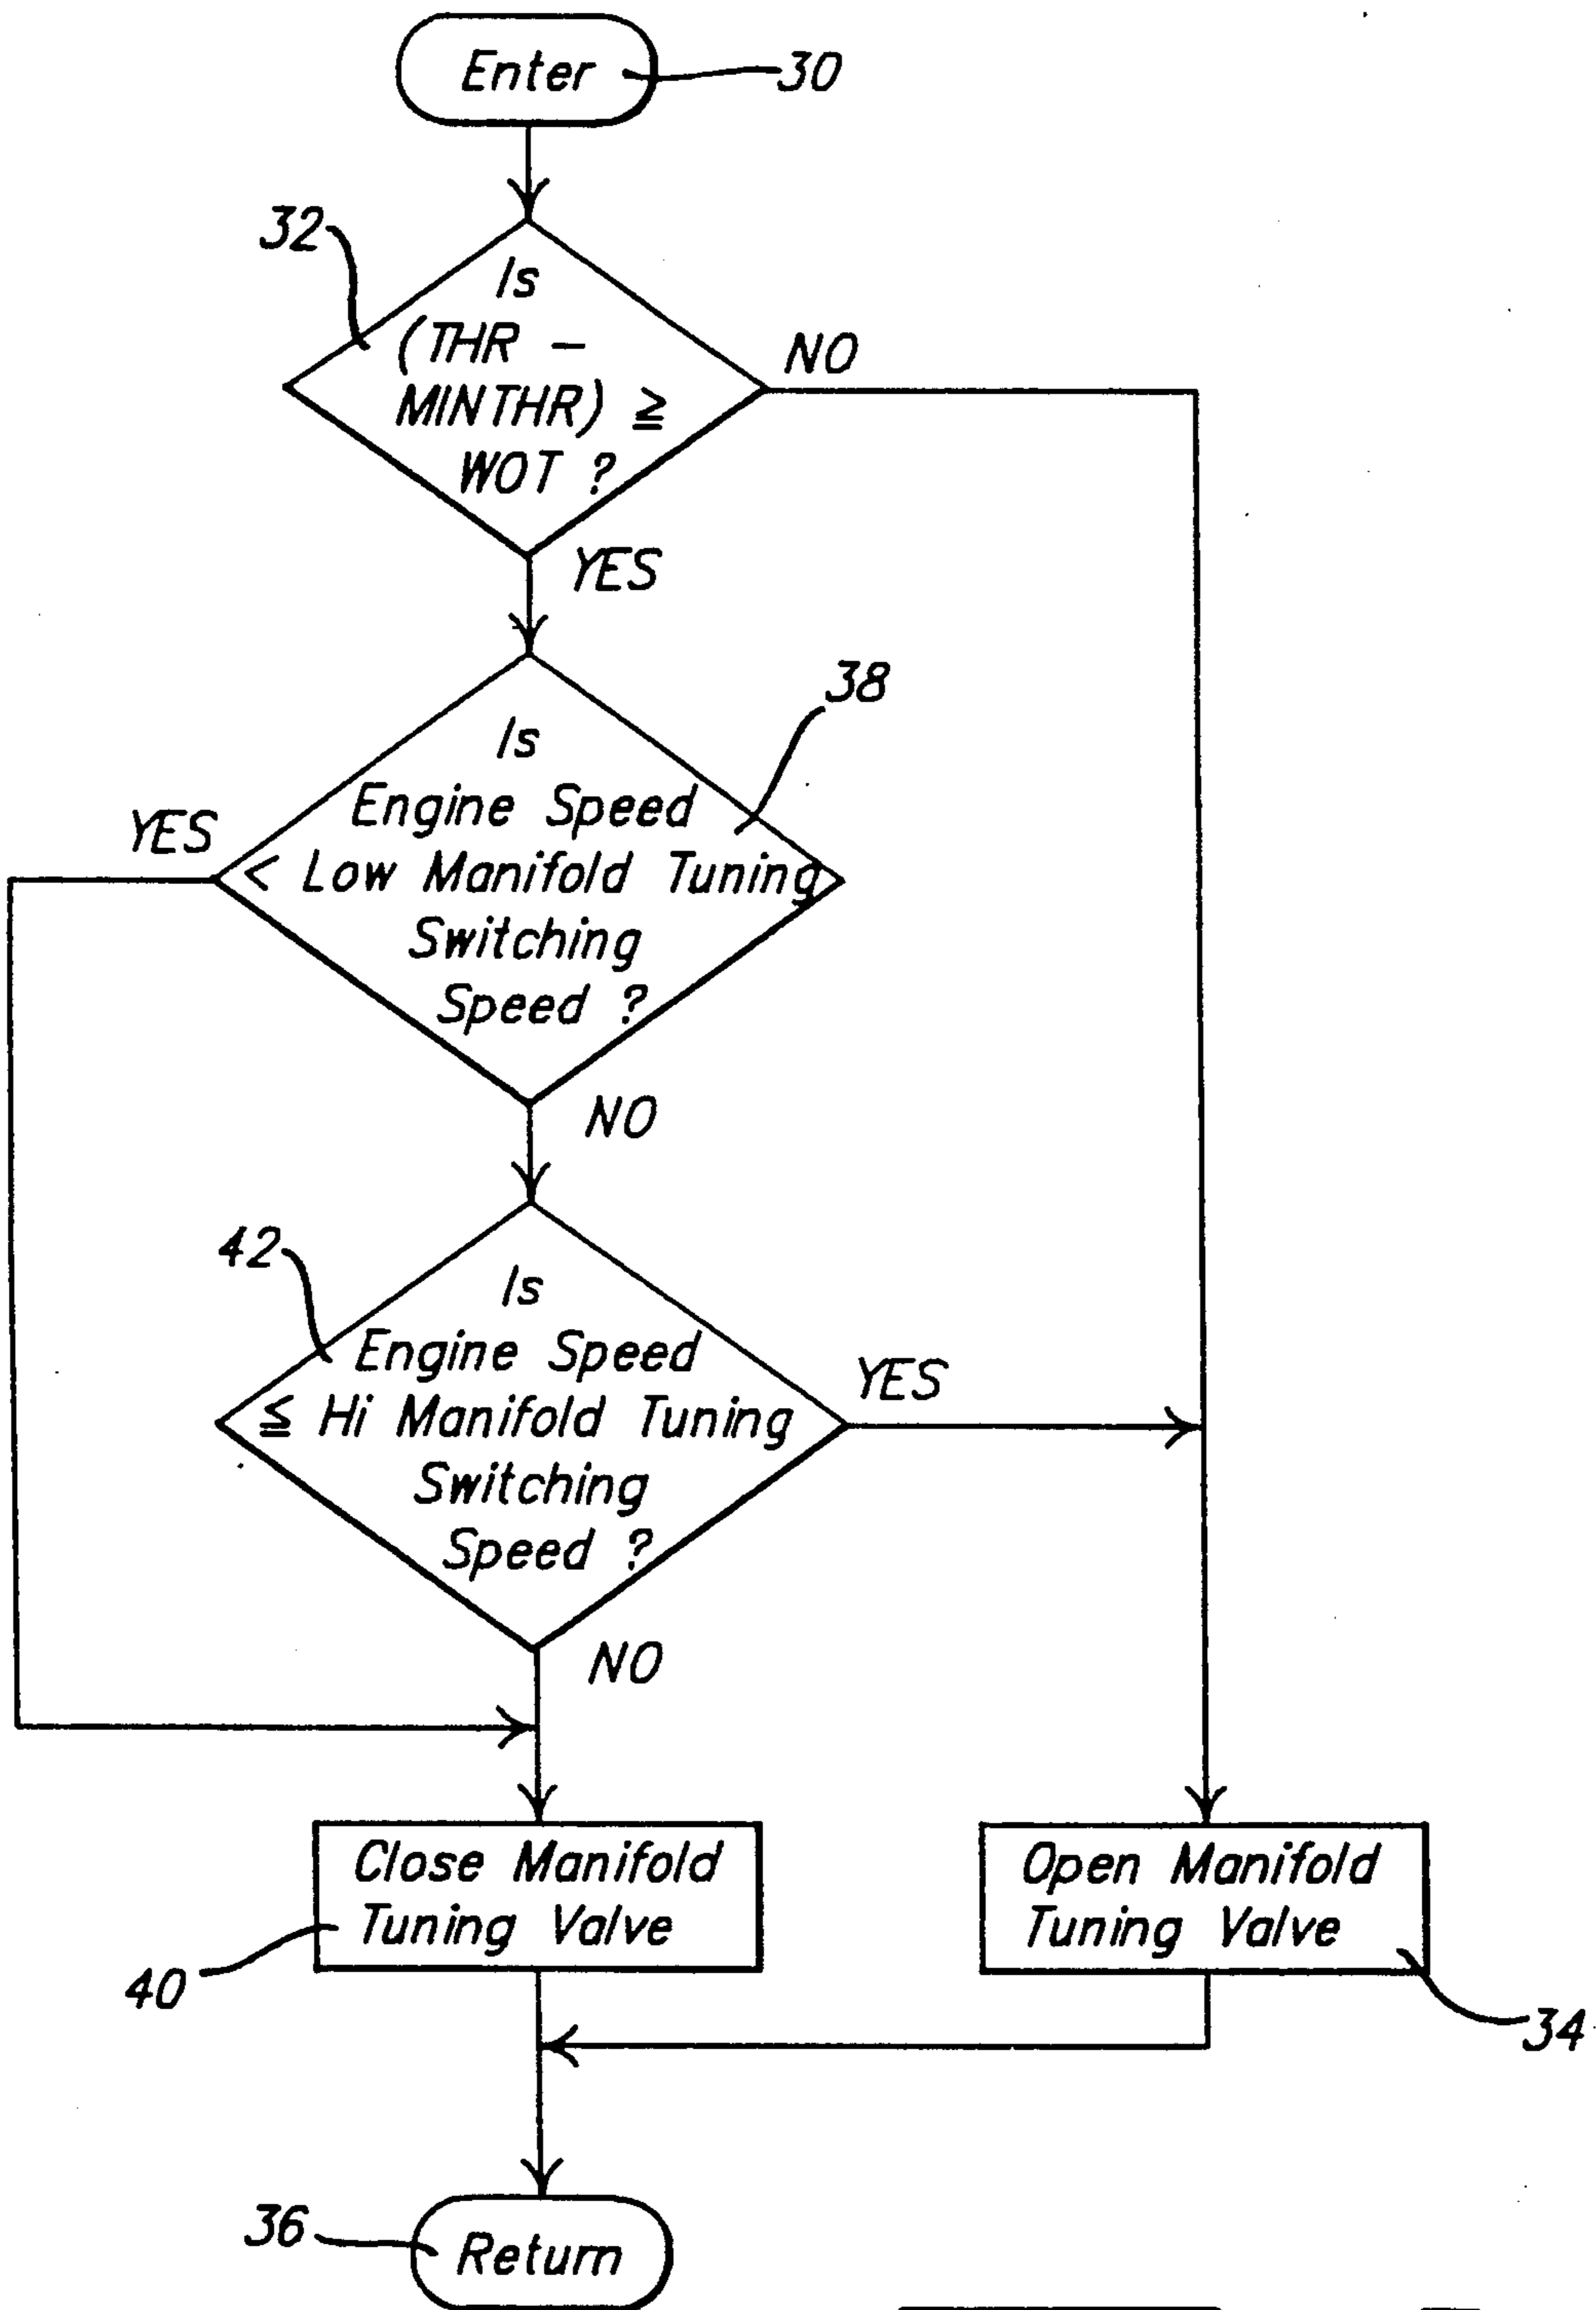 Enter
30
32
Is
(THR –
MINTHR) ≧
WOT ?
NO
YES
38
Is
Engine Speed
< Low Manifold Tuning
Switching
Speed ?
YES
NO
42
Is
Engine Speed
≦ Hi Manifold Tuning
Switching
Speed ?
YES
NO
Close Manifold
Tuning Valve
40
Open Manifold
Tuning Valve
34
36
Return